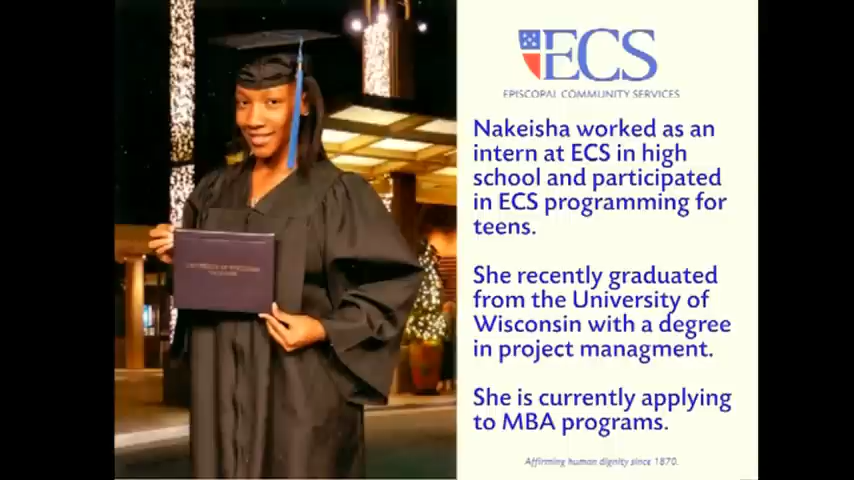 ECS
EPISCOPAL COMMUNITY SERVICES
Nakeisha worked as an
intern at ECS in high
school and participated
in ECS programming for
teens.
She recently graduated
from the University of
Wisconsin with a degree
in project managment.
She is currently applying
to MBA programs.
Affirming human dignity since 1870.